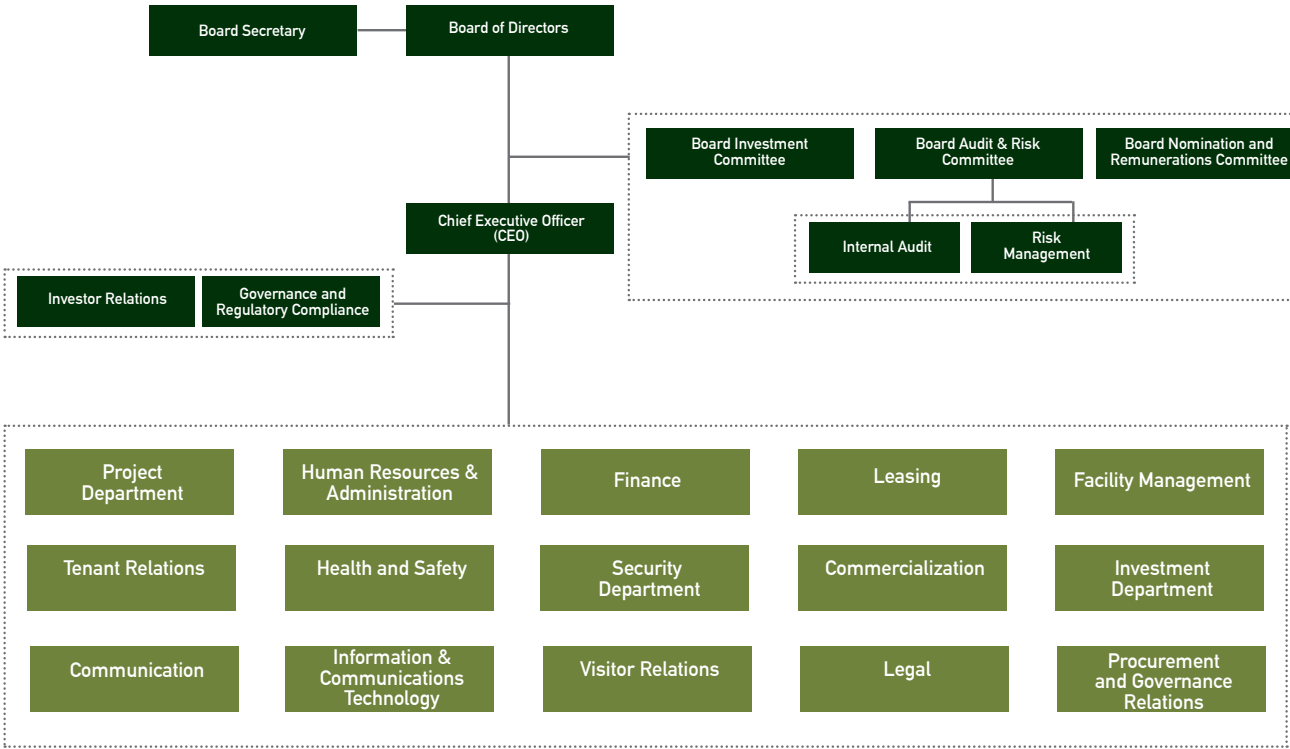 Board Secretary
Board of Directors
Board Investment
Committee
Board Audit & Risk
Committee
Board Nomination and
Remunerations Committee
Chief Executive Officer
(CEO)
Internal Audit
Risk
Management
Investor Relations
Governance and
Regulatory Compliance
Project
Department
Human Resources &
Administration
Finance
Leasing
Facility Management
Tenant Relations
Health and Safety
Security
Department
Commercialization
Investment
Department
Communication
Information &
Communications
Technology
Visitor Relations
Legal
Procurement
and Governance
Relations